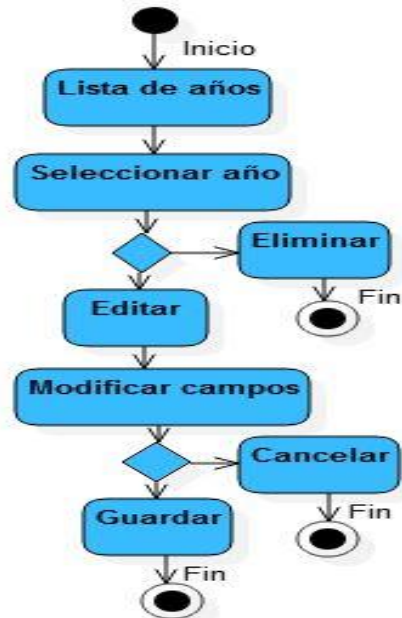 Inicio
Lista de años
Seleccionar año
Eliminar
Fin
Editar
Modificar campos
Cancelar
Fin
Guardar
Fin